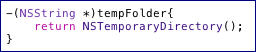 -(NSString *)tempFolder{
    return NSTemporaryDirectory();
}